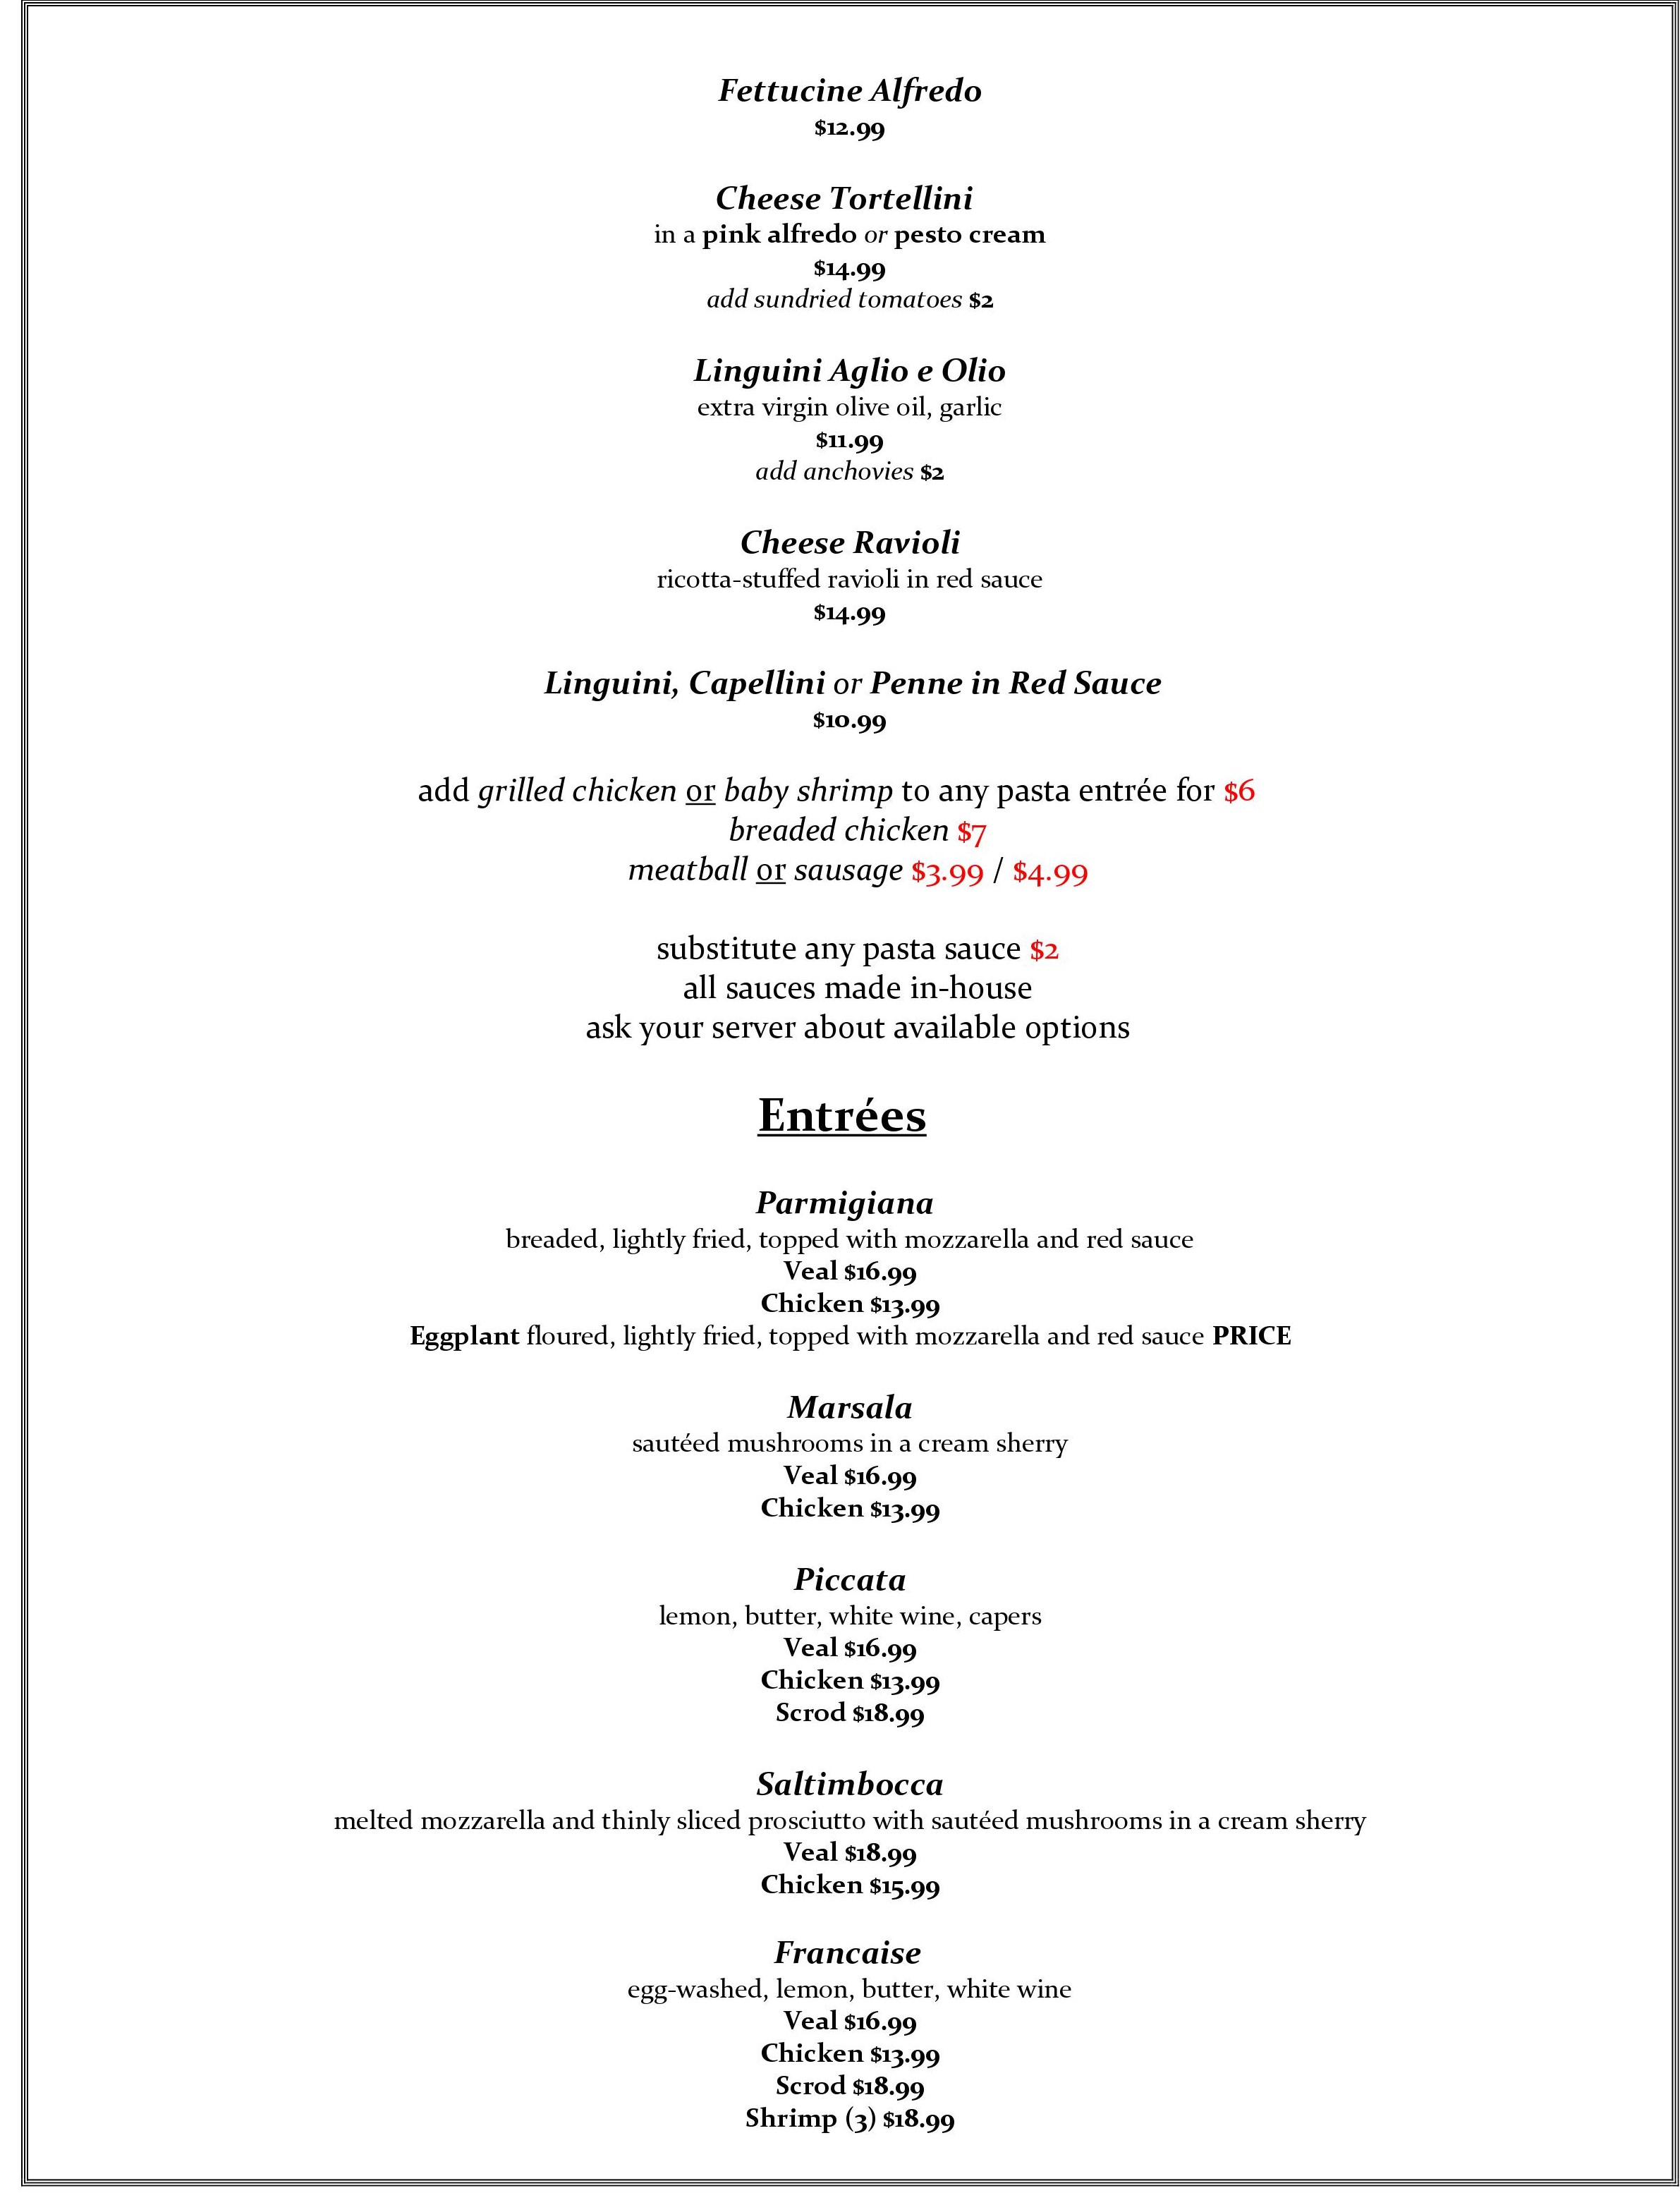 Fettucine Alfredo
$12.99
Cheese Tortellini
in a pink alfredo or pesto cream
$14.99
add sundried tomatoes $2
Linguini Aglio e Olio
extra virgin olive oil, garlic
$11.99
add anchovies $2
Cheese Ravioli
ricotta-stuffed ravioli in red sauce
$14.99
Linguini, Capellini or Penne in Red Sauce
$10.99
add grilled chicken or baby shrimp to any pasta entrée for $6
breaded chicken $7
meatball or sausage $3.99 / $4.99
substitute any pasta sauce $2
all sauces made in-house
ask your server about available options
Entrées
Parmigiana
breaded, lightly fried, topped with mozzarella and red sauce
Veal $16.99
Chicken $13.99
Eggplant floured, lightly fried, topped with mozzarella and red sauce PRICE
Marsala
sautéed mushrooms in a cream sherry
Veal $16.99
Chicken $13.99
Piccata
lemon, butter, white wine, capers
Veal $16.99
Chicken $13.99
Scrod $18.99
Saltimbocca
melted mozzarella and thinly sliced prosciutto with sautéed mushrooms in a cream sherry
Veal $18.99
Chicken $15.99
Francaise
egg-washed, lemon, butter, white wine
Veal $16.99
Chicken $13.99
Scrod $18.99
Shrimp (3) $18.99